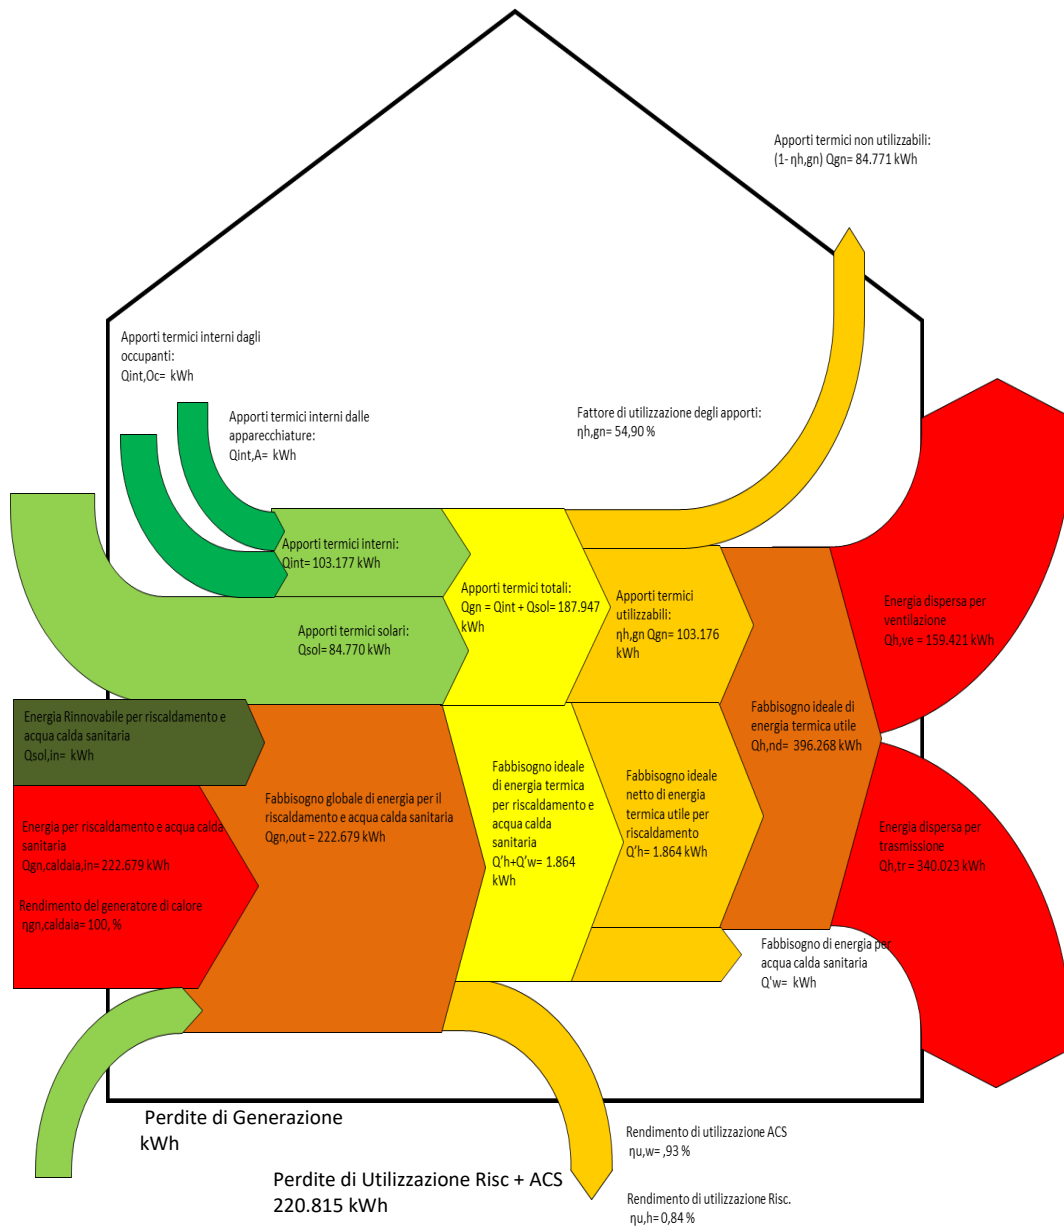 Apporti termici non utilizzabili:
(1- ηh,gn) Qgn= 84.771 kWh
Apporti termici interni dagli
occupanti:
Qint,Oc=  kWh
Apporti termici interni dalle
apparecchiature:
Qint,A=  kWh
Fattore di utilizzazione degli apporti:
ηh,gn= 54,90 %
Apporti termici interni:
Qint= 103.177 kWh
Apporti termici solari:
Qsol= 84.770 kWh
Apporti termici totali:
Qgn = Qint + Qsol= 187.947
kWh
Apporti termici
utilizzabili:
ηh,gn Qgn= 103.176
kWh
Energia dispersa per
ventilazione
Qh,ve = 159.421 kWh
Energia Rinnovabile per riscaldamento e
acqua calda sanitaria
Qsol,in=  kWh
Fabbisogno ideale di
energia termica utile
Qh,nd=  396.268 kWh
Energia per riscaldamento e acqua calda
sanitaria
Qgn,caldaia,in= 222.679 kWh
Rendimento del generatore di calore
ηgn,caldaia= 100, %
Fabbisogno globale di energia per il
riscaldamento e acqua calda sanitaria
Qgn,out = 222.679 kWh
Fabbisogno ideale
di energia termica
per riscaldamento e
acqua calda
sanitaria
Q'h+Q'w= 1.864
kWh
Fabbisogno ideale
netto di energia
termica utile per
riscaldamento
Q'h= 1.864 kWh
Energia dispersa per
trasmissione
Qh,tr = 340.023 kWh
Fabbisogno di energia per
acqua calda sanitaria
Q'w=  kWh
Perdite di Generazione
kWh
Perdite di Utilizzazione Risc + ACS
220.815 kWh
Rendimento di utilizzazione ACS
ηu,w= ,93 %
Rendimento di utilizzazione Risc.
ηu,h= 0,84 %